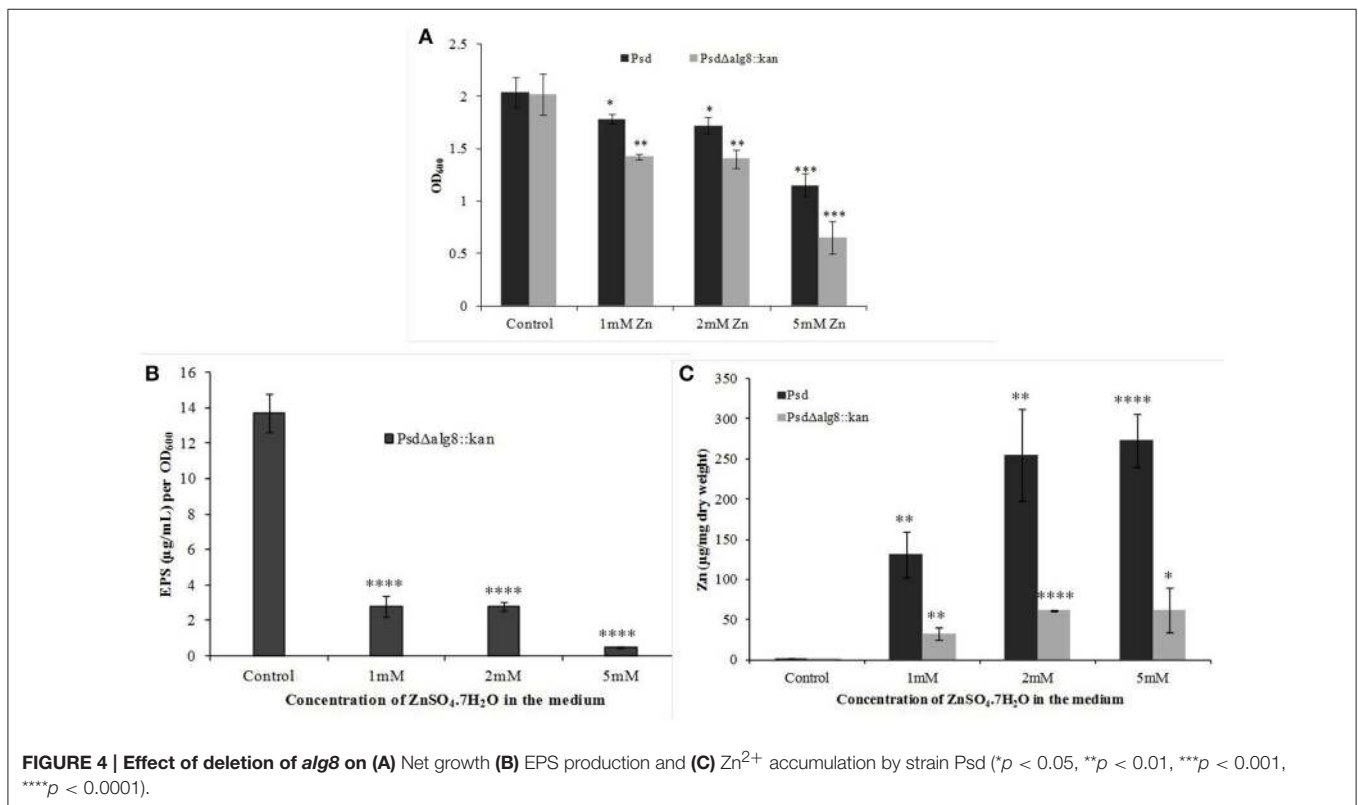 A
2.5
Psd
PsdΔalg8::kan
2
1.5
1
0.5
0
OD600
*
**
*
**
***
***
Control
1mM Zn
2mM Zn
5mM Zn
B
16
14
12
10
8
6
4
2
0
EPS (µg/mL) per OD600
PsdΔalg8::kan
****
****
****
Control
1mM
2mM
5mM
Concentration of ZnSO4.7H2O in the medium
C
350
300
250
200
150
100
50
0
Zn (µg/mg dry weight)
Psd
PsdΔalg8::kan
**
**
**
****
****
*
Control
1mM
2mM
5mM
Concentration of ZnSO4.7H2O in the medium
FIGURE 4 | Effect of deletion of alg8 on (A) Net growth (B) EPS production and (C) Zn2+ accumulation by strain Psd (*p < 0.05, **p < 0.01, ***p < 0.001,
****p < 0.0001).